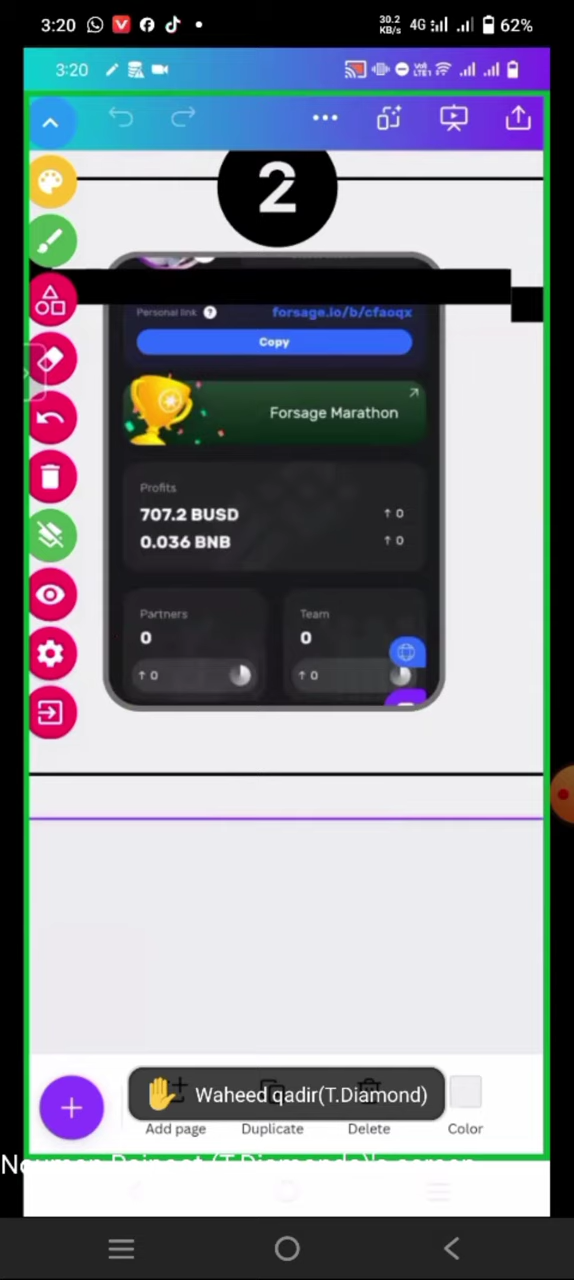 3:20 30.2 KB/s 4G 62%
3:20 Vo LTE1
2
Personal link ? forsage.io/b/cfaoqx
Copy
Forsage Marathon
Profits
707.2 BUSD ↑ 0
0.036 BNB ↑ 0
Partners Team
0 0
↑ 0 ↑ 0
Waheed qadir(T.Diamond)
Add page Duplicate Delete Color